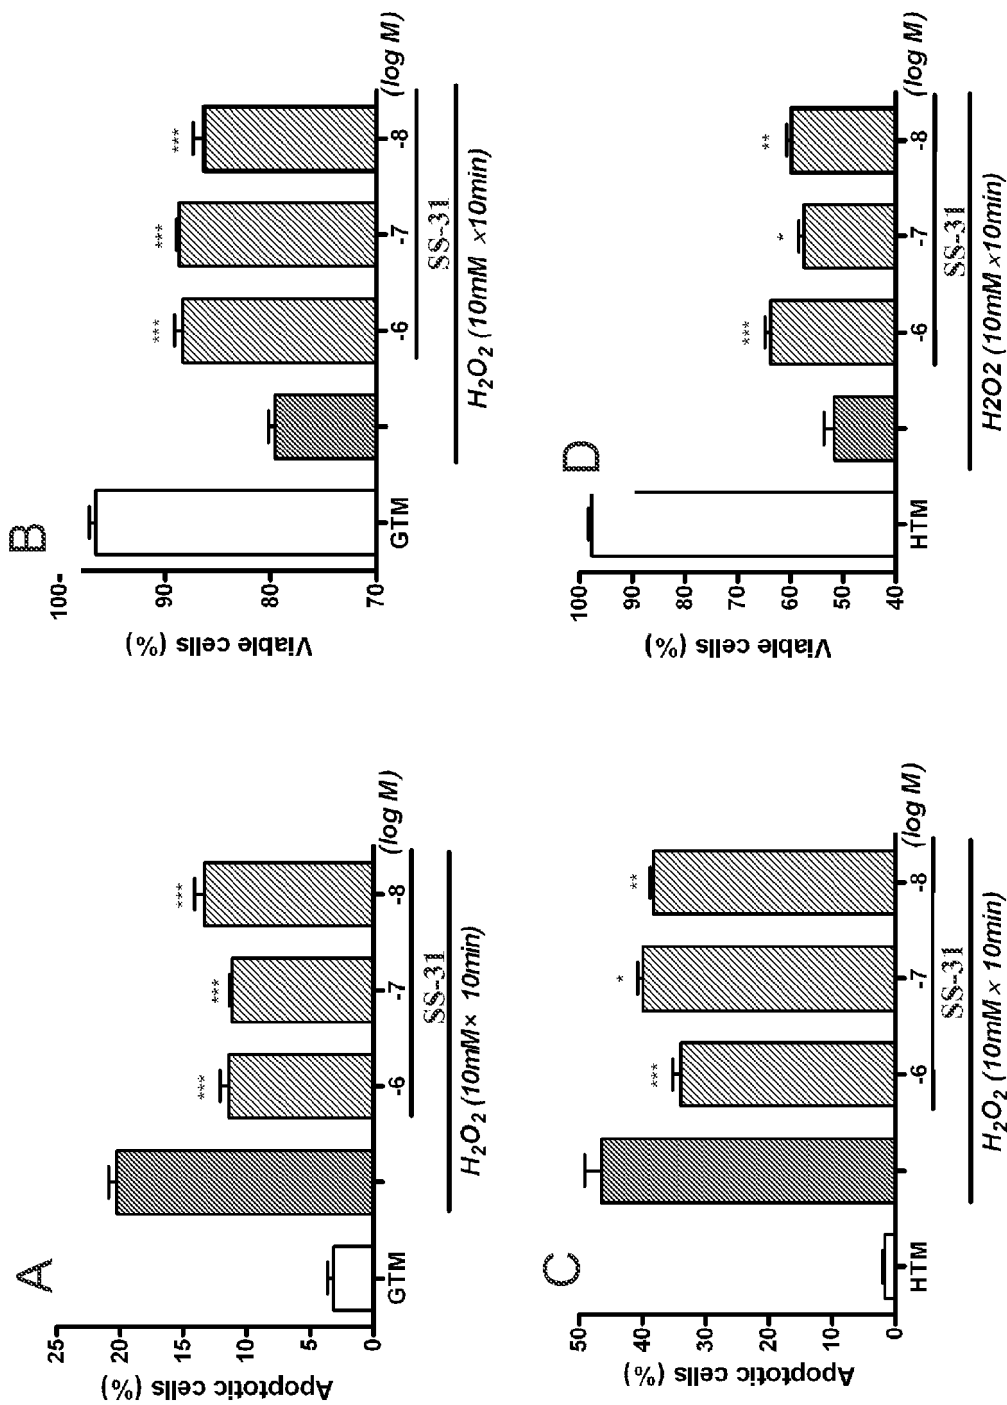 A
Apoptotic cells (%)
25
20
15
10
5
0
GTM
-6
-7
-8
(log M)
SS-31
H₂O₂ (10mM× 10min)
***
***
***
B
Viable cells (%)
100
90
80
70
GTM
-6
-7
-8
(log M)
SS-31
H₂O₂ (10mM ×10min)
***
***
***
C
Apoptotic cells (%)
50
40
30
20
10
0
HTM
-6
-7
-8
(log M)
SS-31
H₂O₂ (10mM × 10min)
***
*
**
D
Viable cells (%)
100
90
80
70
60
50
40
HTM
-6
-7
-8
(log M)
SS-31
H2O2 (10mM ×10min)
***
*
**